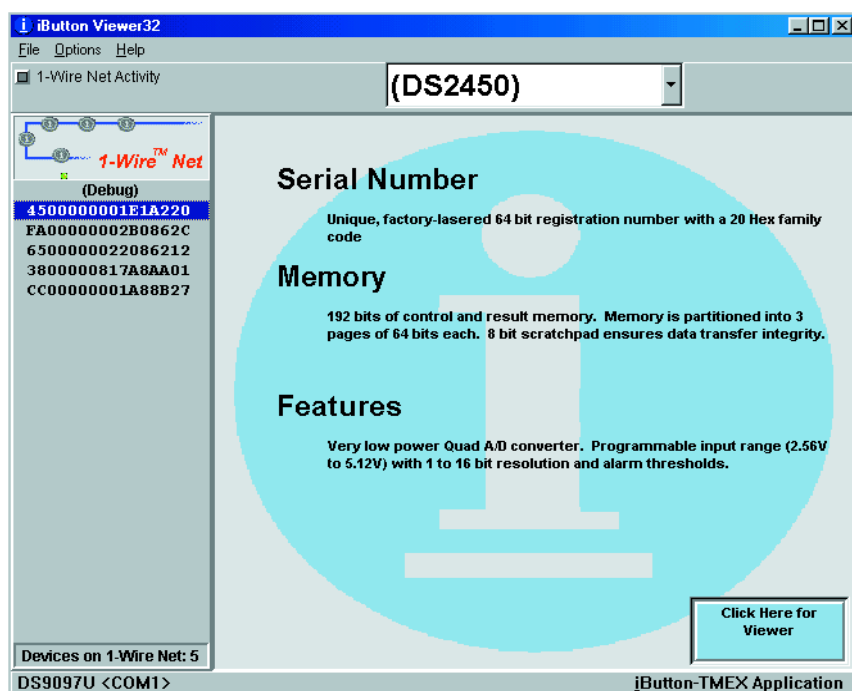 iButton Viewer32
File Options Help
1-Wire Net Activity
(DS2450)
1-Wire™ Net
(Debug)
4500000001E1A220
FA00000002B0862C
6500000022086212
3800000817A8AA01
CC00000001A88B27
Devices on 1-Wire Net: 5
Serial Number
Unique, factory-lasered 64 bit registration number with a 20 Hex family
code
Memory
192 bits of control and result memory. Memory is partitioned into 3
pages of 64 bits each. 8 bit scratchpad ensures data transfer integrity.
Features
Very low power Quad A/D converter. Programmable input range (2.56V
to 5.12V) with 1 to 16 bit resolution and alarm thresholds.
Click Here for
Viewer
DS9097U <COM1>
iButton-TMEX Application